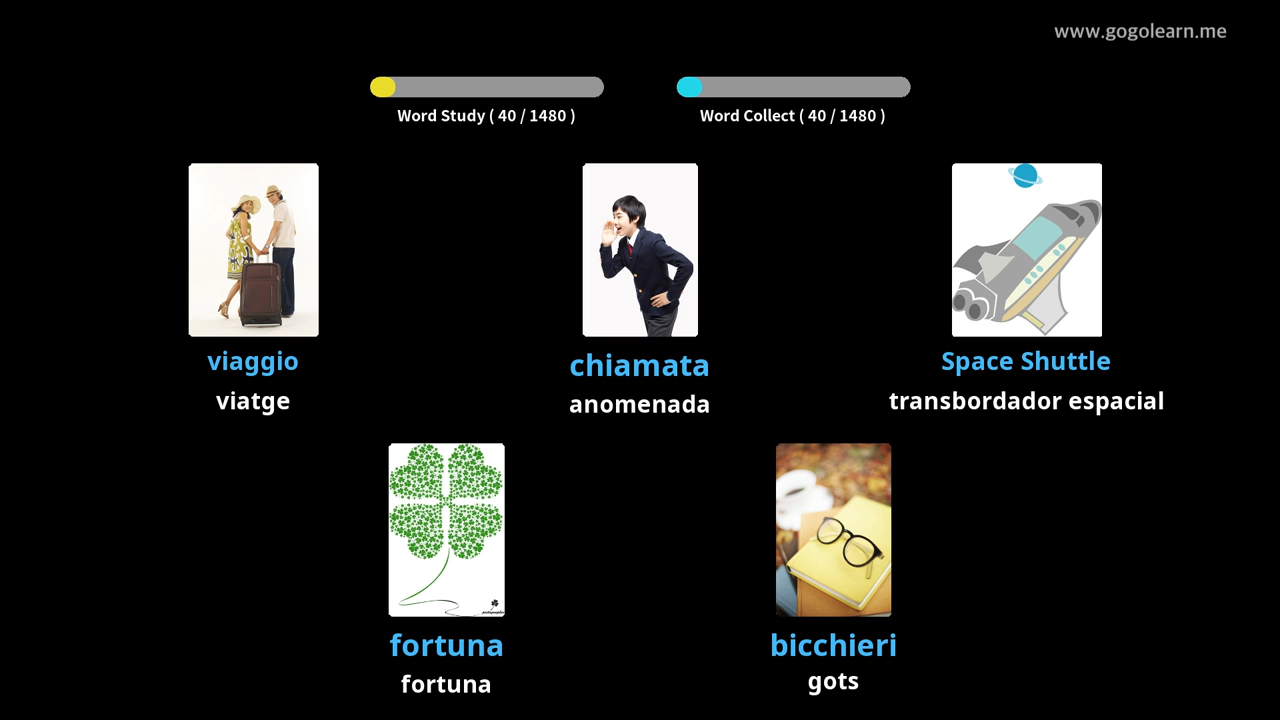 www.gogolearn.me
Word Study ( 40 / 1480 )
Word Collect ( 40 / 1480 )
viaggio
viatge
chiamata
anomenada
Space Shuttle
transbordador espacial
fortuna
fortuna
bicchieri
gots